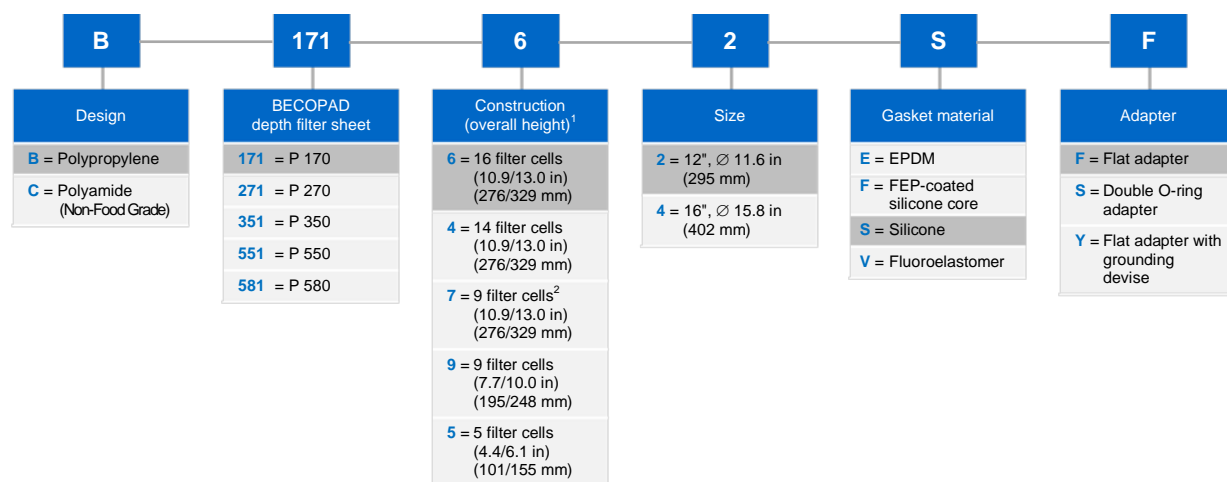 B 171 6 2 S F
Design
B = Polypropylene
C = Polyamide
(Non-Food Grade)
BECOPAD
depth filter sheet
171 = P 170
271 = P 270
351 = P 350
551 = P 550
581 = P 580
Construction
(overall height)¹
6 = 16 filter cells
(10.9/13.0 in)
(276/329 mm)
4 = 14 filter cells
(10.9/13.0 in)
(276/329 mm)
7 = 9 filter cells²
(10.9/13.0 in)
(276/329 mm)
9 = 9 filter cells
(7.7/10.0 in)
(195/248 mm)
5 = 5 filter cells
(4.4/6.1 in)
(101/155 mm)
Size
2 = 12", ∅ 11.6 in
(295 mm)
4 = 16", ∅ 15.8 in
(402 mm)
Gasket material
E = EPDM
F = FEP-coated
silicone core
S = Silicone
V = Fluoroelastomer
Adapter
F = Flat adapter
S = Double O-ring
adapter
Y = Flat adapter with
grounding
devise